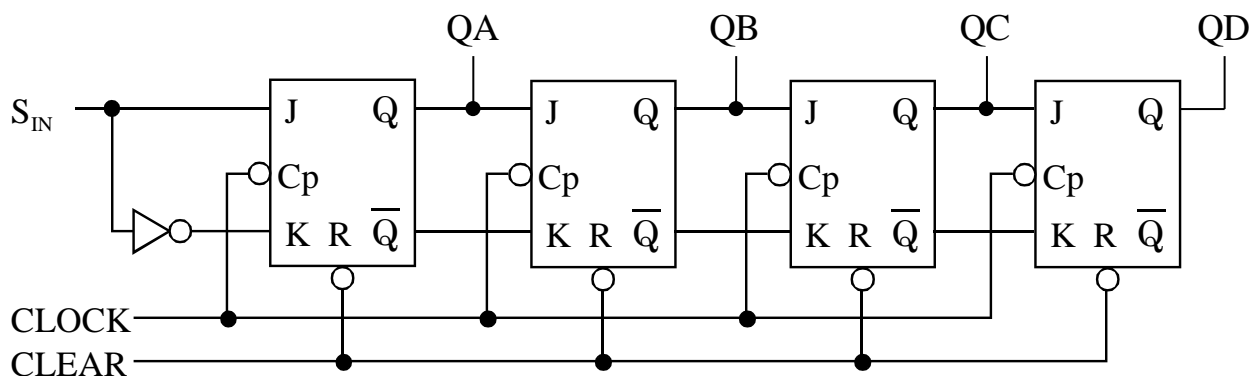 QA QB QC QD
S_IN J Q J Q J Q J Q
Cp Cp Cp Cp
K R Q̅ K R Q̅ K R Q̅ K R Q̅
CLOCK
CLEAR